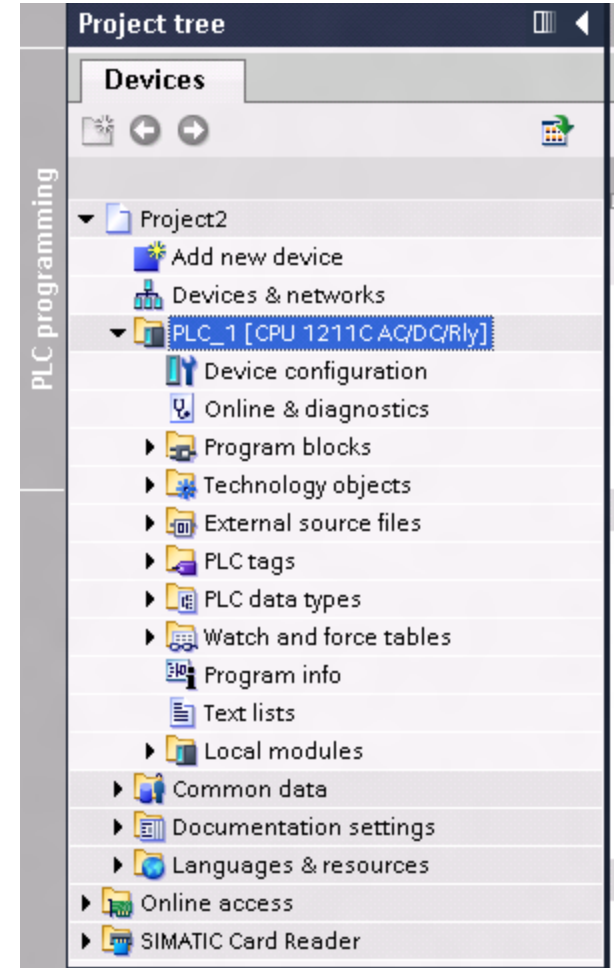 Project tree
Devices
PLC programming
Project2
Add new device
Devices & networks
PLC_1 [CPU 1211C AC/DC/Rly]
Device configuration
Online & diagnostics
Program blocks
Technology objects
External source files
PLC tags
PLC data types
Watch and force tables
Program info
Text lists
Local modules
Common data
Documentation settings
Languages & resources
Online access
SIMATIC Card Reader